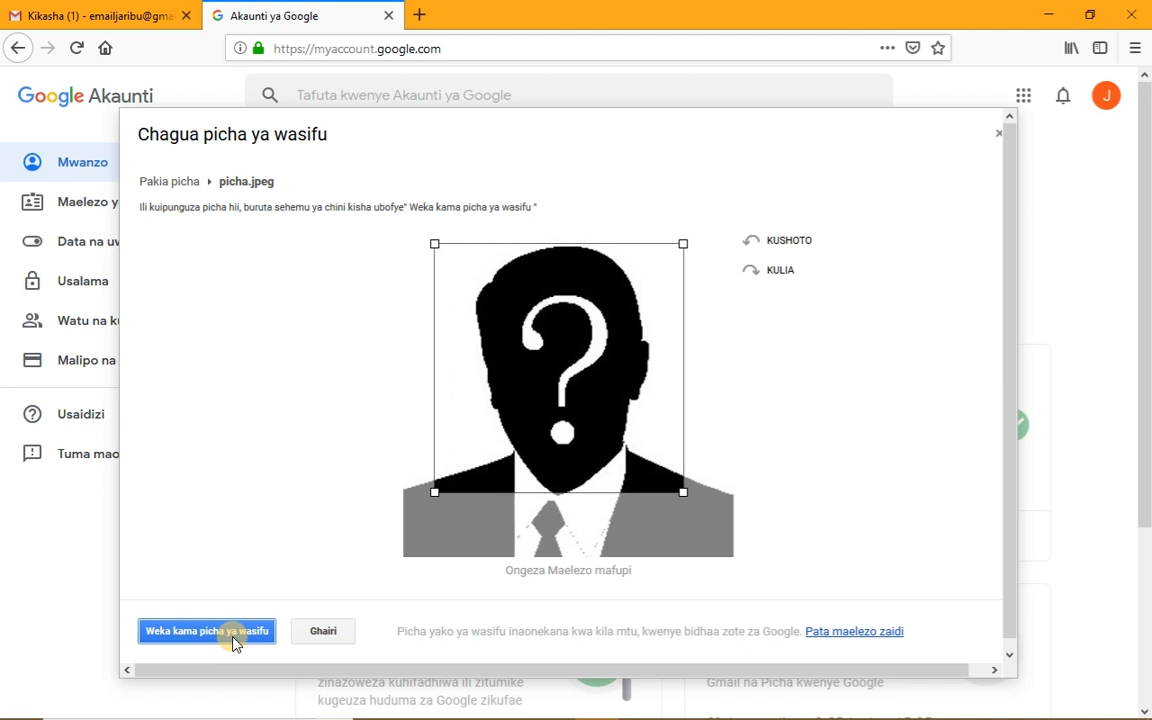 Kikasha (1) - emailjaribu@gma
Akaunti ya Google
https://myaccount.google.com
Google Akaunti
Tafuta kwenye Akaunti ya Google
J
Chagua picha ya wasifu
Mwanzo
Pakia picha ▸ picha.jpeg
Maelezo y
Ili kuipunguza picha hii, buruta sehemu ya chini kisha ubofye" Weka kama picha ya wasifu "
Data na
KUSHOTO
KULIA
Usalama
Watu na
Malipo na
Usaidizi
Tuma mao
?
Ongeza Maelezo mafupi
Weka kama picha ya wasifu
Ghairi
Picha yako ya wasifu inaonekana kwa kila mtu, kwenye bidhaa zote za Google. Pata maelezo zaidi
zinazoweza kuhifadhiwa ili zitumike
kugeuza huduma za Google zikufae
Gmail na Picha kwenye Google